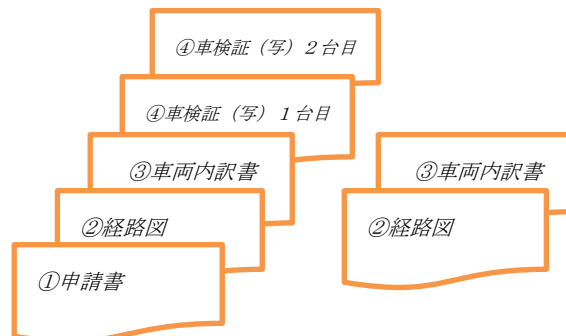 ④車検証（写）２台目
④車検証（写）１台目
③車両内訳書
③車両内訳書
②経路図
②経路図
①申請書